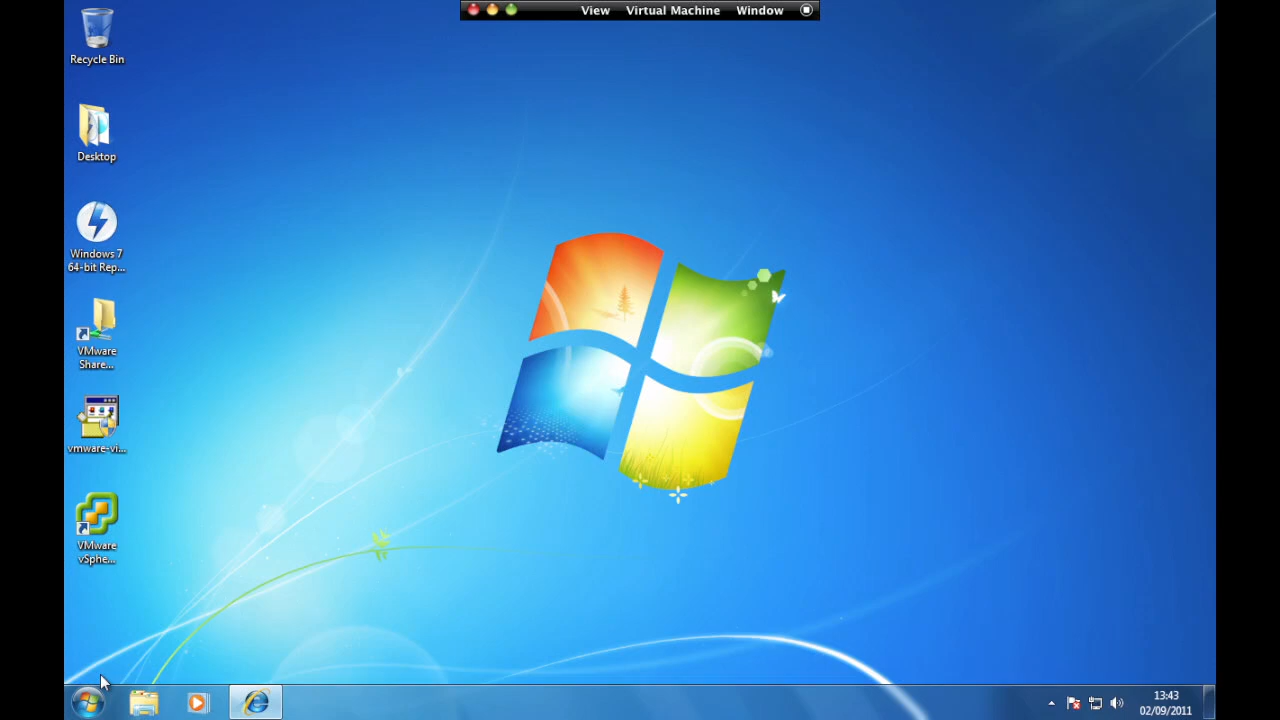 View Virtual Machine Window
Recycle Bin
Desktop
Windows 7
64-bit Rep...
VMware
Share...
vmware-vi...
VMware
vSphe...
13:43
02/09/2011